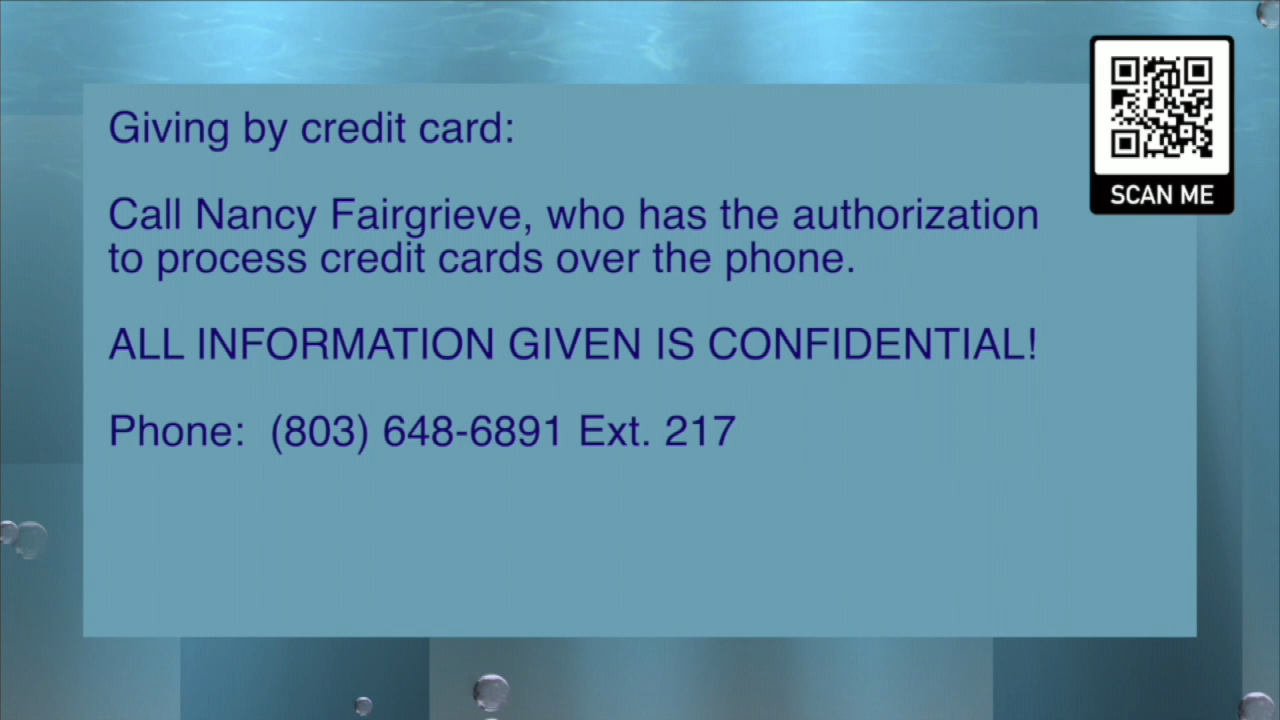 Giving by credit card:
Call Nancy Fairgrieve, who has the authorization
to process credit cards over the phone.
ALL INFORMATION GIVEN IS CONFIDENTIAL!
Phone:  (803) 648-6891 Ext. 217
SCAN ME